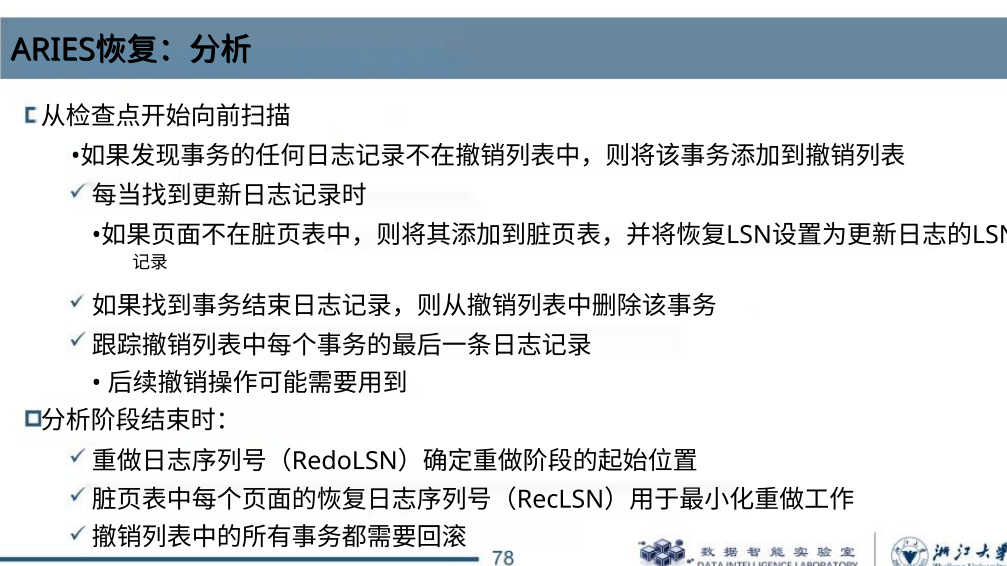 ARIES恢复：分析
从检查点开始向前扫描
•如果发现事务的任何日志记录不在撤销列表中，则将该事务添加到撤销列表
✓ 每当找到更新日志记录时
•如果页面不在脏页表中，则将其添加到脏页表，并将恢复LSN设置为更新日志的LSN
记录
✓ 如果找到事务结束日志记录，则从撤销列表中删除该事务
✓ 跟踪撤销列表中每个事务的最后一条日志记录
• 后续撤销操作可能需要用到
分析阶段结束时：
✓ 重做日志序列号（RedoLSN）确定重做阶段的起始位置
✓ 脏页表中每个页面的恢复日志序列号（RecLSN）用于最小化重做工作
✓ 撤销列表中的所有事务都需要回滚
78
数据智能实验室
DATA INTELLIGENCE LABORATORY
浙江大学